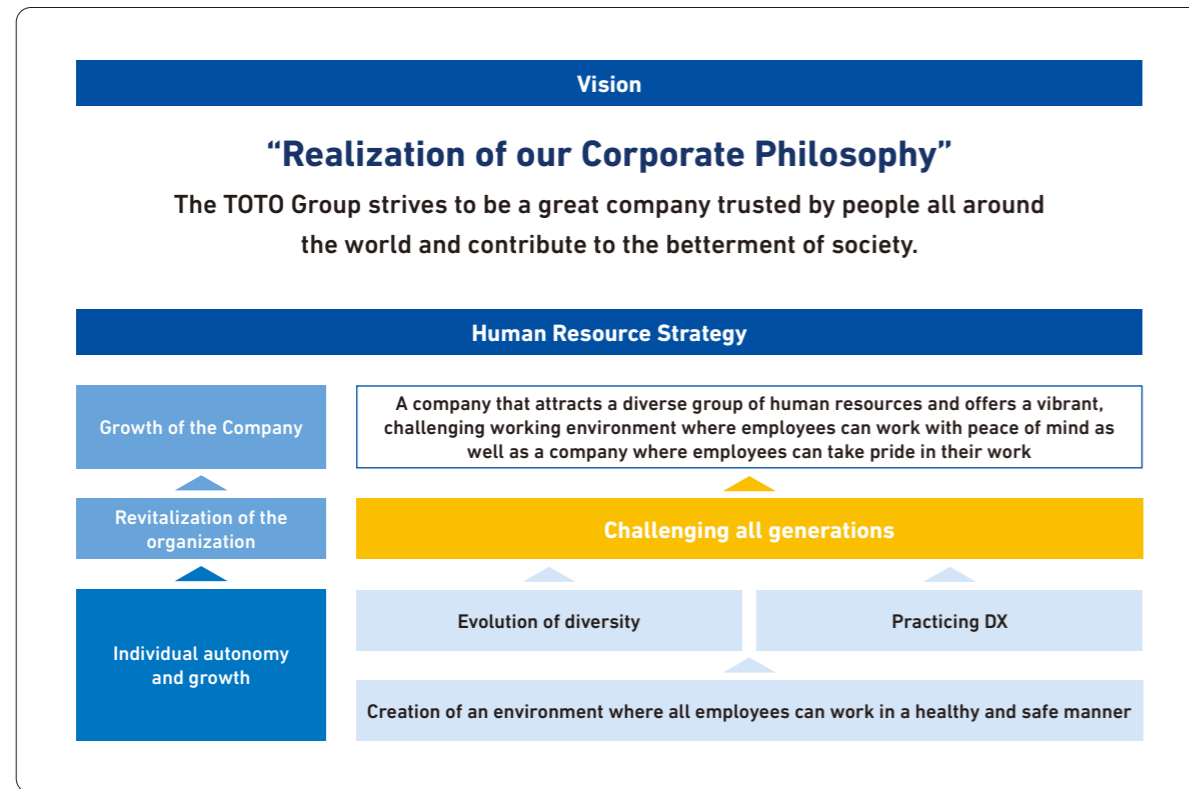 Vision
“Realization of our Corporate Philosophy”
The TOTO Group strives to be a great company trusted by people all around
the world and contribute to the betterment of society.
Human Resource Strategy
Growth of the Company
A company that attracts a diverse group of human resources and offers a vibrant,
challenging working environment where employees can work with peace of mind as
well as a company where employees can take pride in their work
Revitalization of the
organization
Challenging all generations
Individual autonomy
and growth
Evolution of diversity
Practicing DX
Creation of an environment where all employees can work in a healthy and safe manner